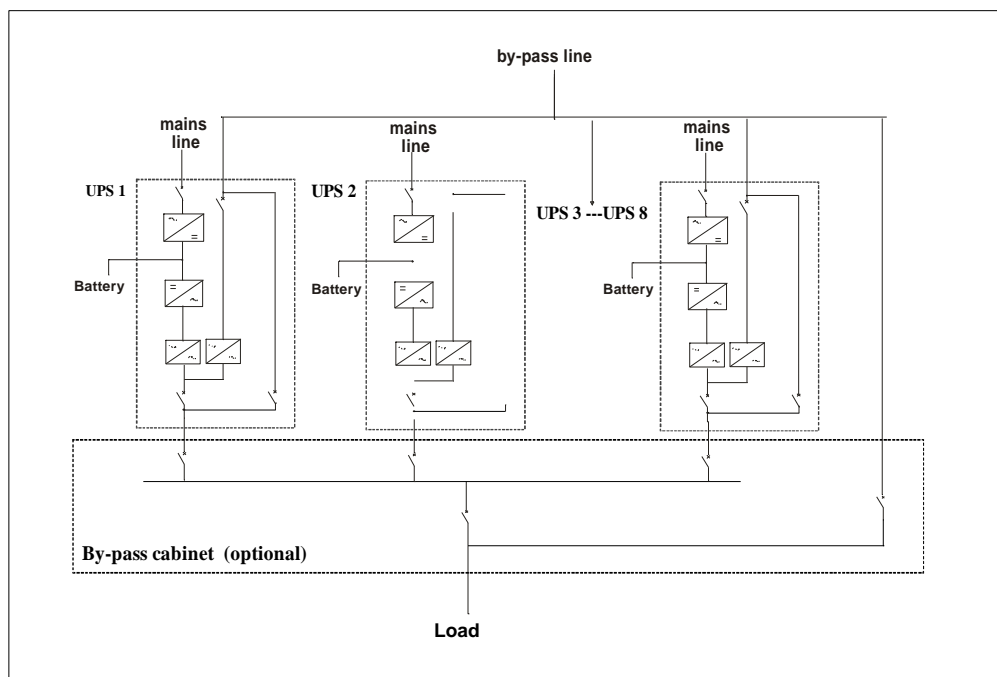 by-pass line
mains
line
mains
line
mains
line
UPS 1
UPS 2
UPS 3 ---UPS 8
Battery
Battery
Battery
By-pass cabinet (optional)
Load